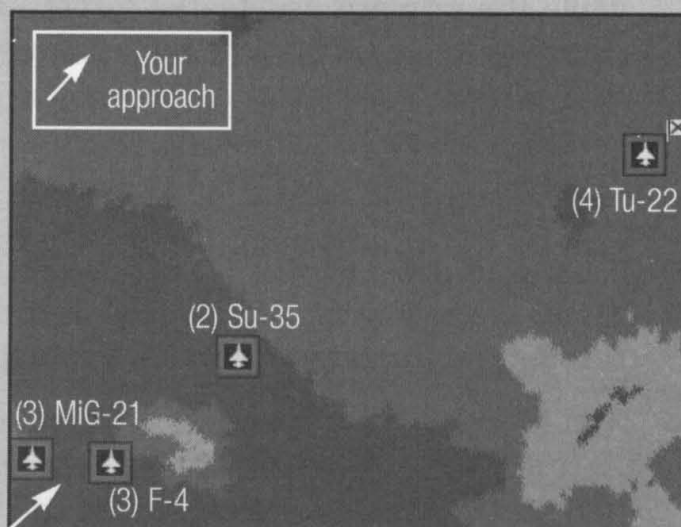 Your
approach
(4) Tu-22
(2) Su-35
(3) MiG-21
(3) F-4